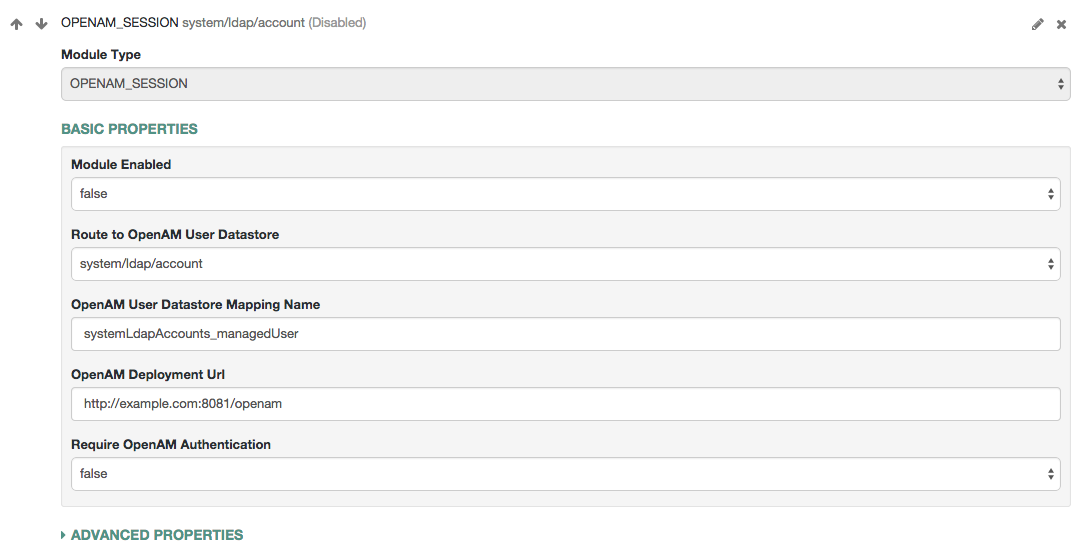 OPENAM_SESSION system/ldap/account (Disabled)
Module Type
OPENAM_SESSION
BASIC PROPERTIES
Module Enabled
false
Route to OpenAM User Datastore
system/ldap/account
OpenAM User Datastore Mapping Name
systemLdapAccounts_managedUser
OpenAM Deployment Url
http://example.com:8081/openam
Require OpenAM Authentication
false
ADVANCED PROPERTIES